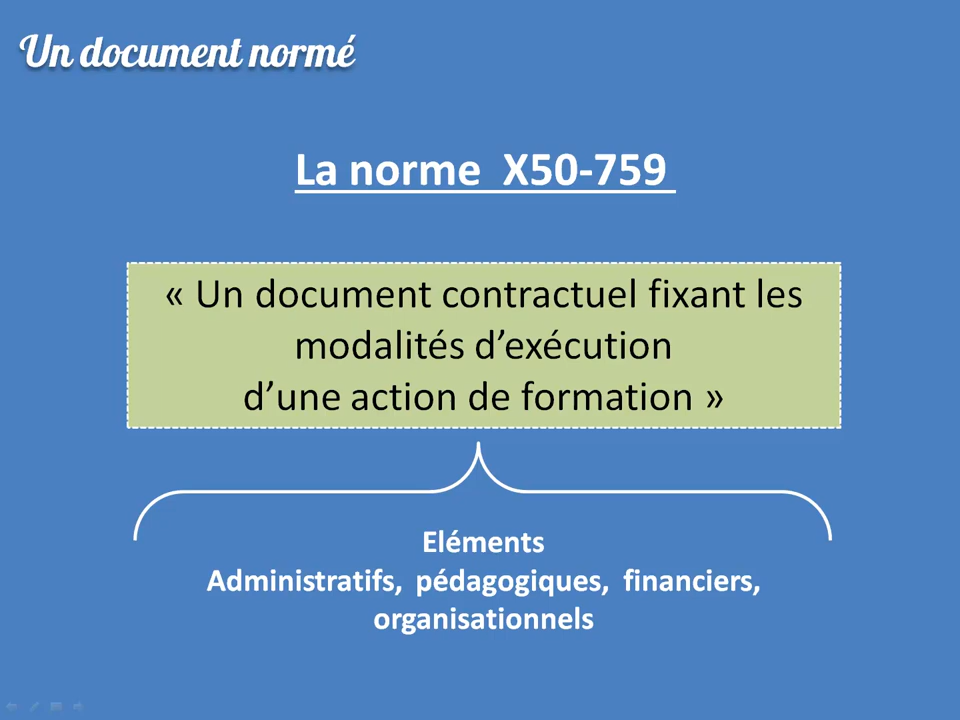 Un document normé
La norme X50-759
« Un document contractuel fixant les
modalités d’exécution
d’une action de formation »
Eléments
Administratifs, pédagogiques, financiers,
organisationnels